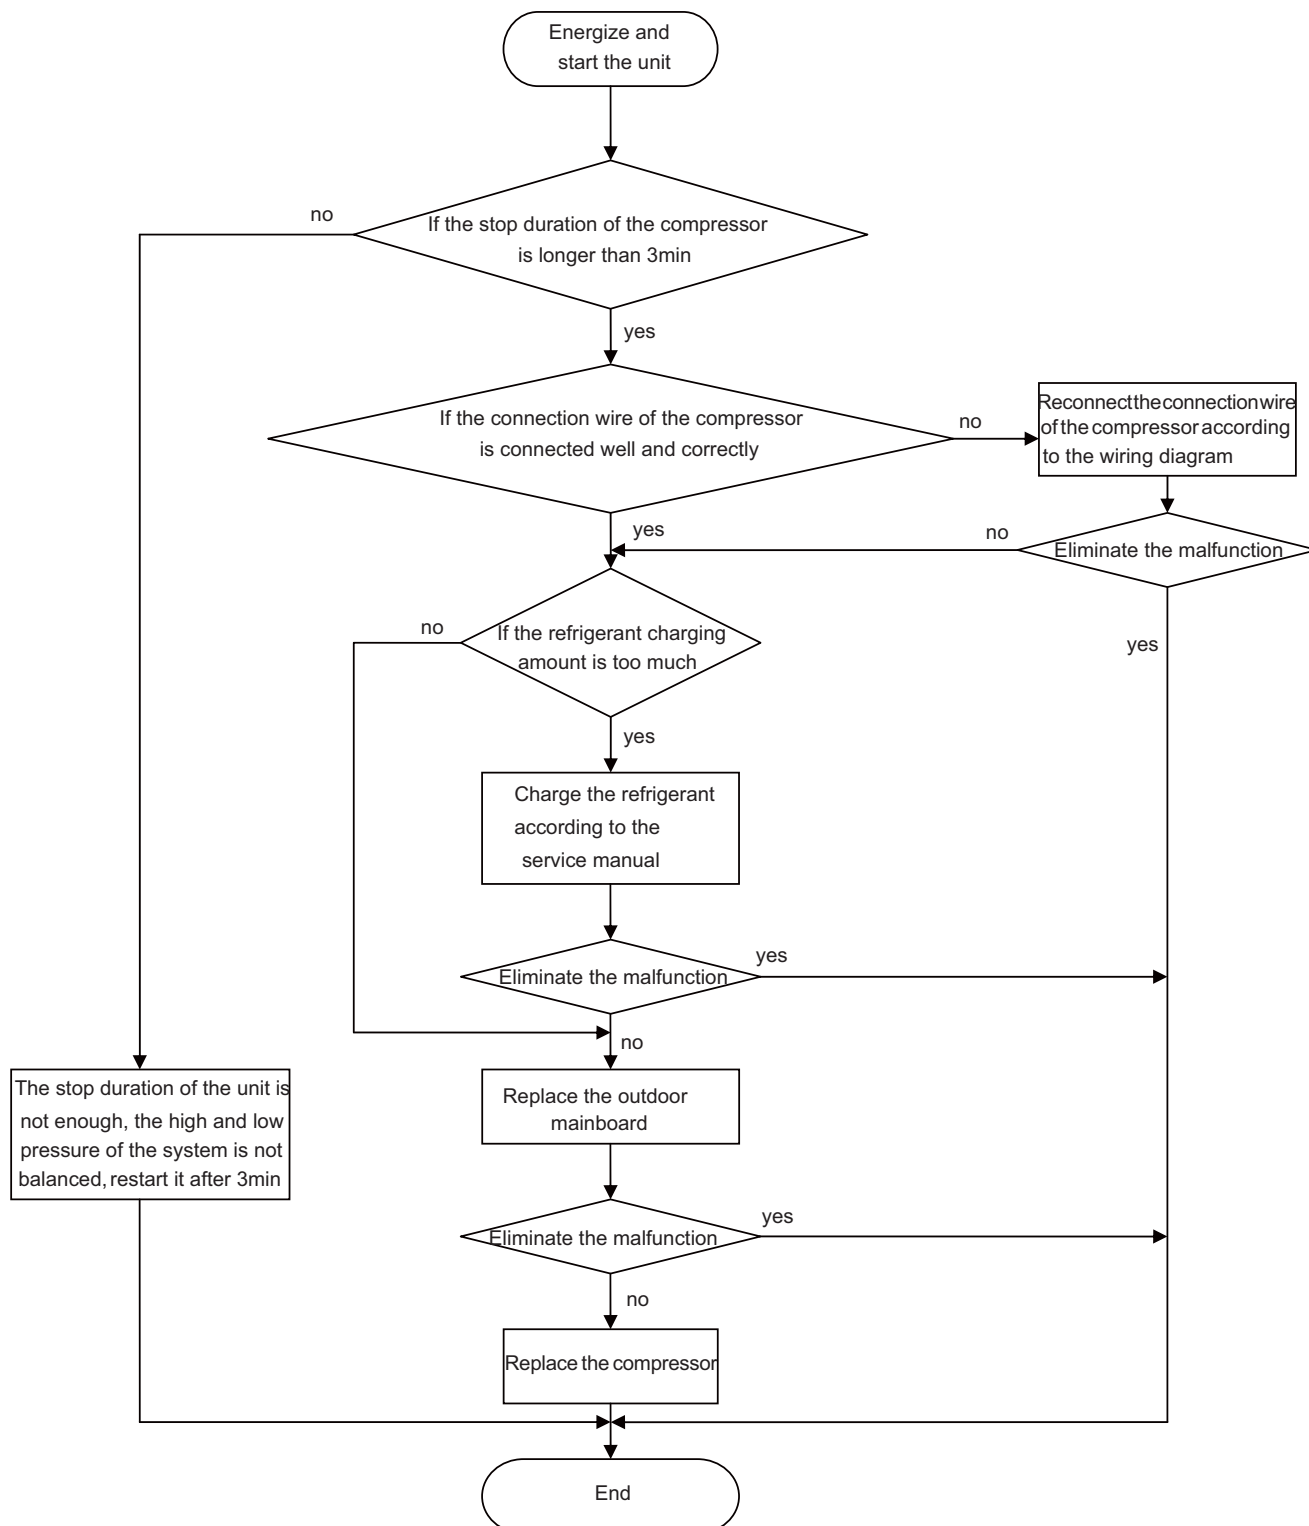 Energize and
start the unit
no
If the stop duration of the compressor
is longer than 3min
yes
If the connection wire of the compressor
is connected well and correctly
no
Reconnect the connection wire
of the compressor according
to the wiring diagram
yes
no
Eliminate the malfunction
no
If the refrigerant charging
amount is too much
yes
yes
Charge the refrigerant
according to the
service manual
yes
Eliminate the malfunction
no
The stop duration of the unit is
not enough, the high and low
pressure of the system is not
balanced, restart it after 3min
Replace the outdoor
mainboard
yes
Eliminate the malfunction
no
Replace the compressor
End